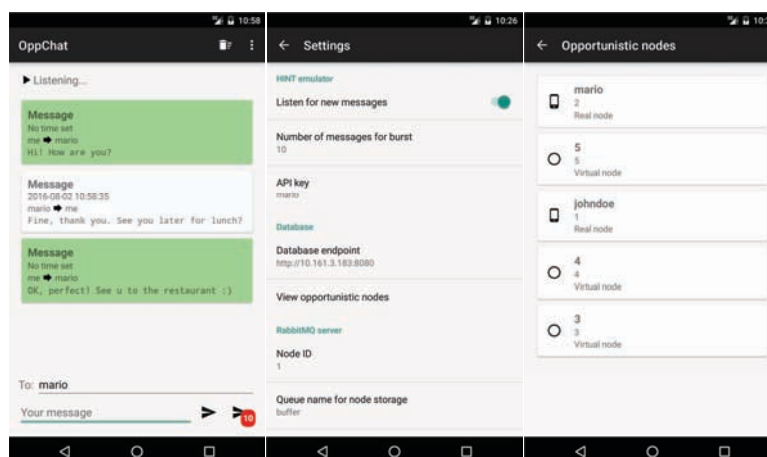 10:58
OppChat
Listening...
Message
No time set
me ➡ mario
Hi! How are you?
Message
2016-08-02 10:58:35
mario ➡ me
Fine, thank you. See you later for lunch?
Message
No time set
me ➡ mario
OK, perfect! See u to the restaurant :)
To: mario
Your message
10
10:26
Settings
HINT emulator
Listen for new messages
Number of messages for burst
10
API key
mario
Database
Database endpoint
http://10.161.3.183:8080
View opportunistic nodes
RabbitMQ server
Node ID
1
Queue name for node storage
buffer
Opportunistic nodes
mario
2
Real node
5
5
Virtual node
johndoe
1
Real node
4
4
Virtual node
3
3
Virtual node